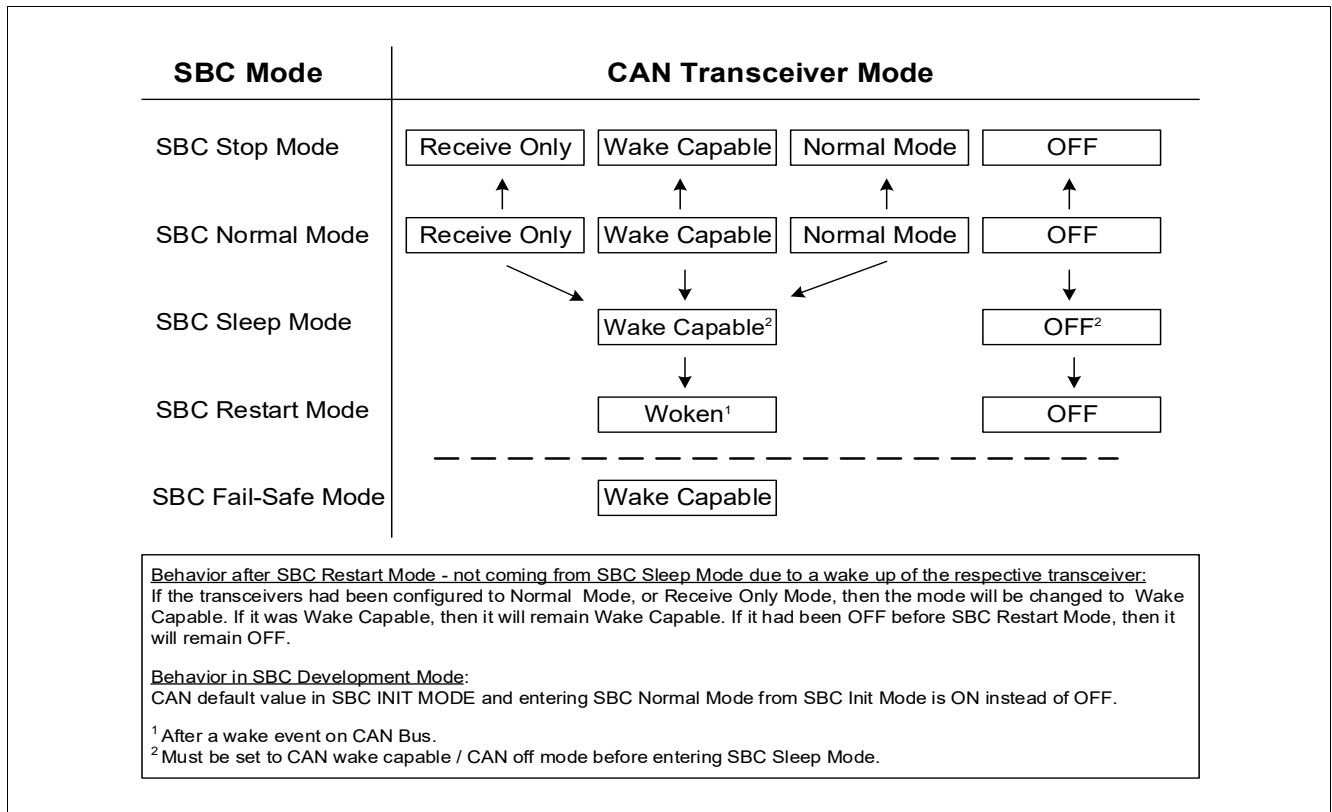 SBC Mode CAN Transceiver Mode
SBC Stop Mode Receive Only Wake Capable Normal Mode OFF
SBC Normal Mode Receive Only Wake Capable Normal Mode OFF
SBC Sleep Mode Wake Capable² OFF²
SBC Restart Mode Woken¹ OFF
SBC Fail-Safe Mode Wake Capable
Behavior after SBC Restart Mode - not coming from SBC Sleep Mode due to a wake up of the respective transceiver:
If the transceivers had been configured to Normal Mode, or Receive Only Mode, then the mode will be changed to Wake
Capable. If it was Wake Capable, then it will remain Wake Capable. If it had been OFF before SBC Restart Mode, then it
will remain OFF.
Behavior in SBC Development Mode:
CAN default value in SBC INIT MODE and entering SBC Normal Mode from SBC Init Mode is ON instead of OFF.
¹ After a wake event on CAN Bus.
² Must be set to CAN wake capable / CAN off mode before entering SBC Sleep Mode.